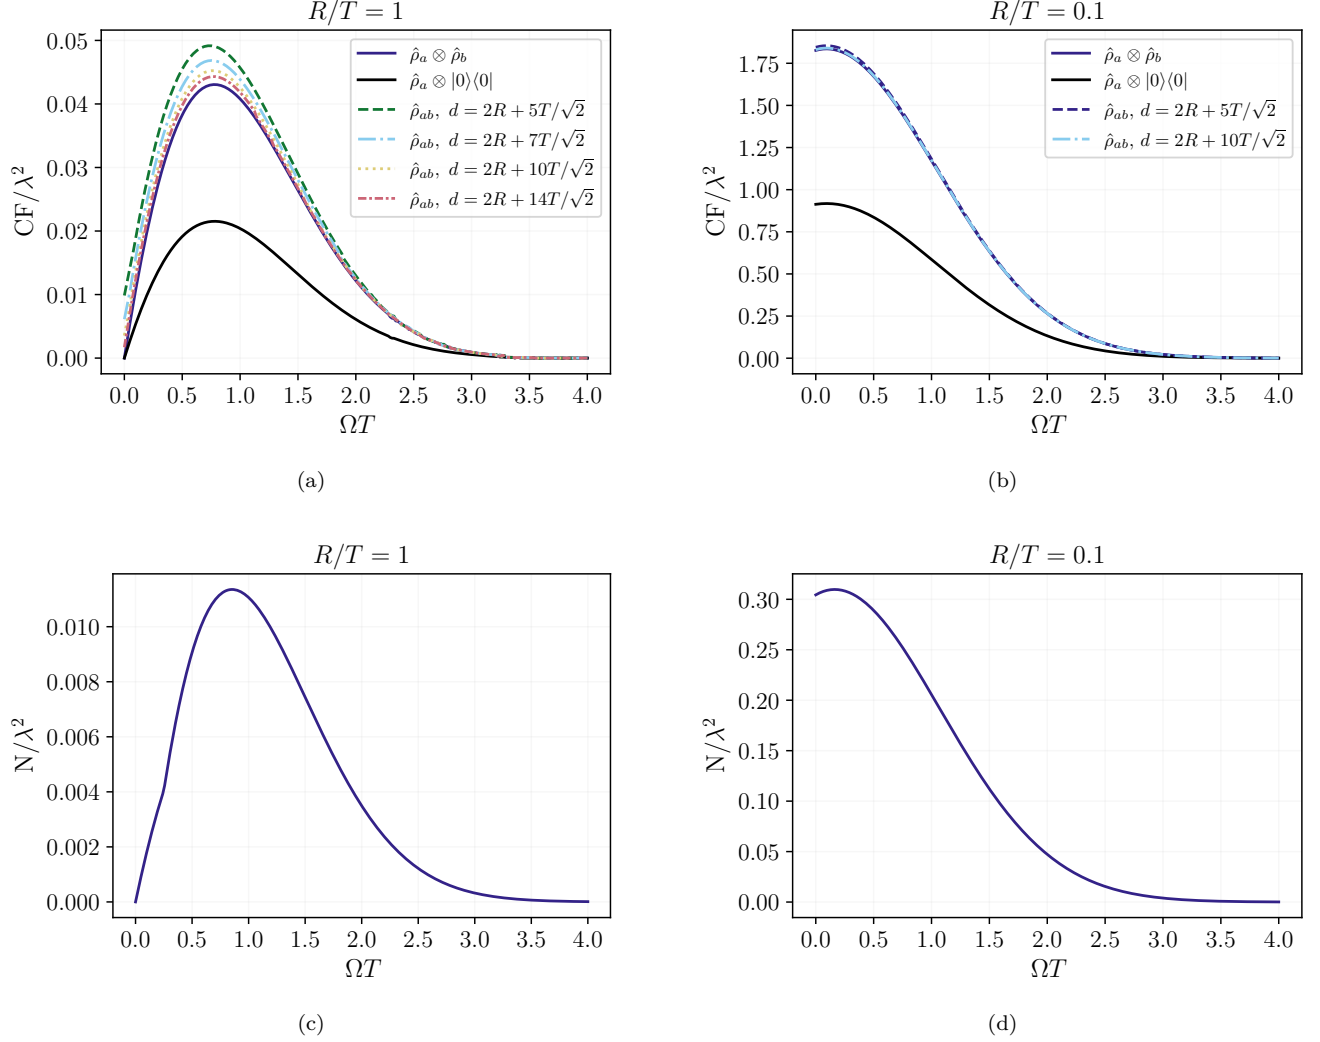 R/T = 1
CF/λ²
0.05
0.04
0.03
0.02
0.01
0.00
ρ̂ₐ ⊗ ρ̂_b
ρ̂ₐ ⊗ |0⟩⟨0|
ρ̂_ab, d = 2R + 5T/√2
ρ̂_ab, d = 2R + 7T/√2
ρ̂_ab, d = 2R + 10T/√2
ρ̂_ab, d = 2R + 14T/√2
0.0 0.5 1.0 1.5 2.0 2.5 3.0 3.5 4.0
ΩT
(a)
R/T = 0.1
CF/λ²
1.75
1.50
1.25
1.00
0.75
0.50
0.25
0.00
ρ̂ₐ ⊗ ρ̂_b
ρ̂ₐ ⊗ |0⟩⟨0|
ρ̂_ab, d = 2R + 5T/√2
ρ̂_ab, d = 2R + 10T/√2
0.0 0.5 1.0 1.5 2.0 2.5 3.0 3.5 4.0
ΩT
(b)
R/T = 1
N/λ²
0.010
0.008
0.006
0.004
0.002
0.000
0.0 0.5 1.0 1.5 2.0 2.5 3.0 3.5 4.0
ΩT
(c)
R/T = 0.1
N/λ²
0.30
0.25
0.20
0.15
0.10
0.05
0.00
0.0 0.5 1.0 1.5 2.0 2.5 3.0 3.5 4.0
ΩT
(d)